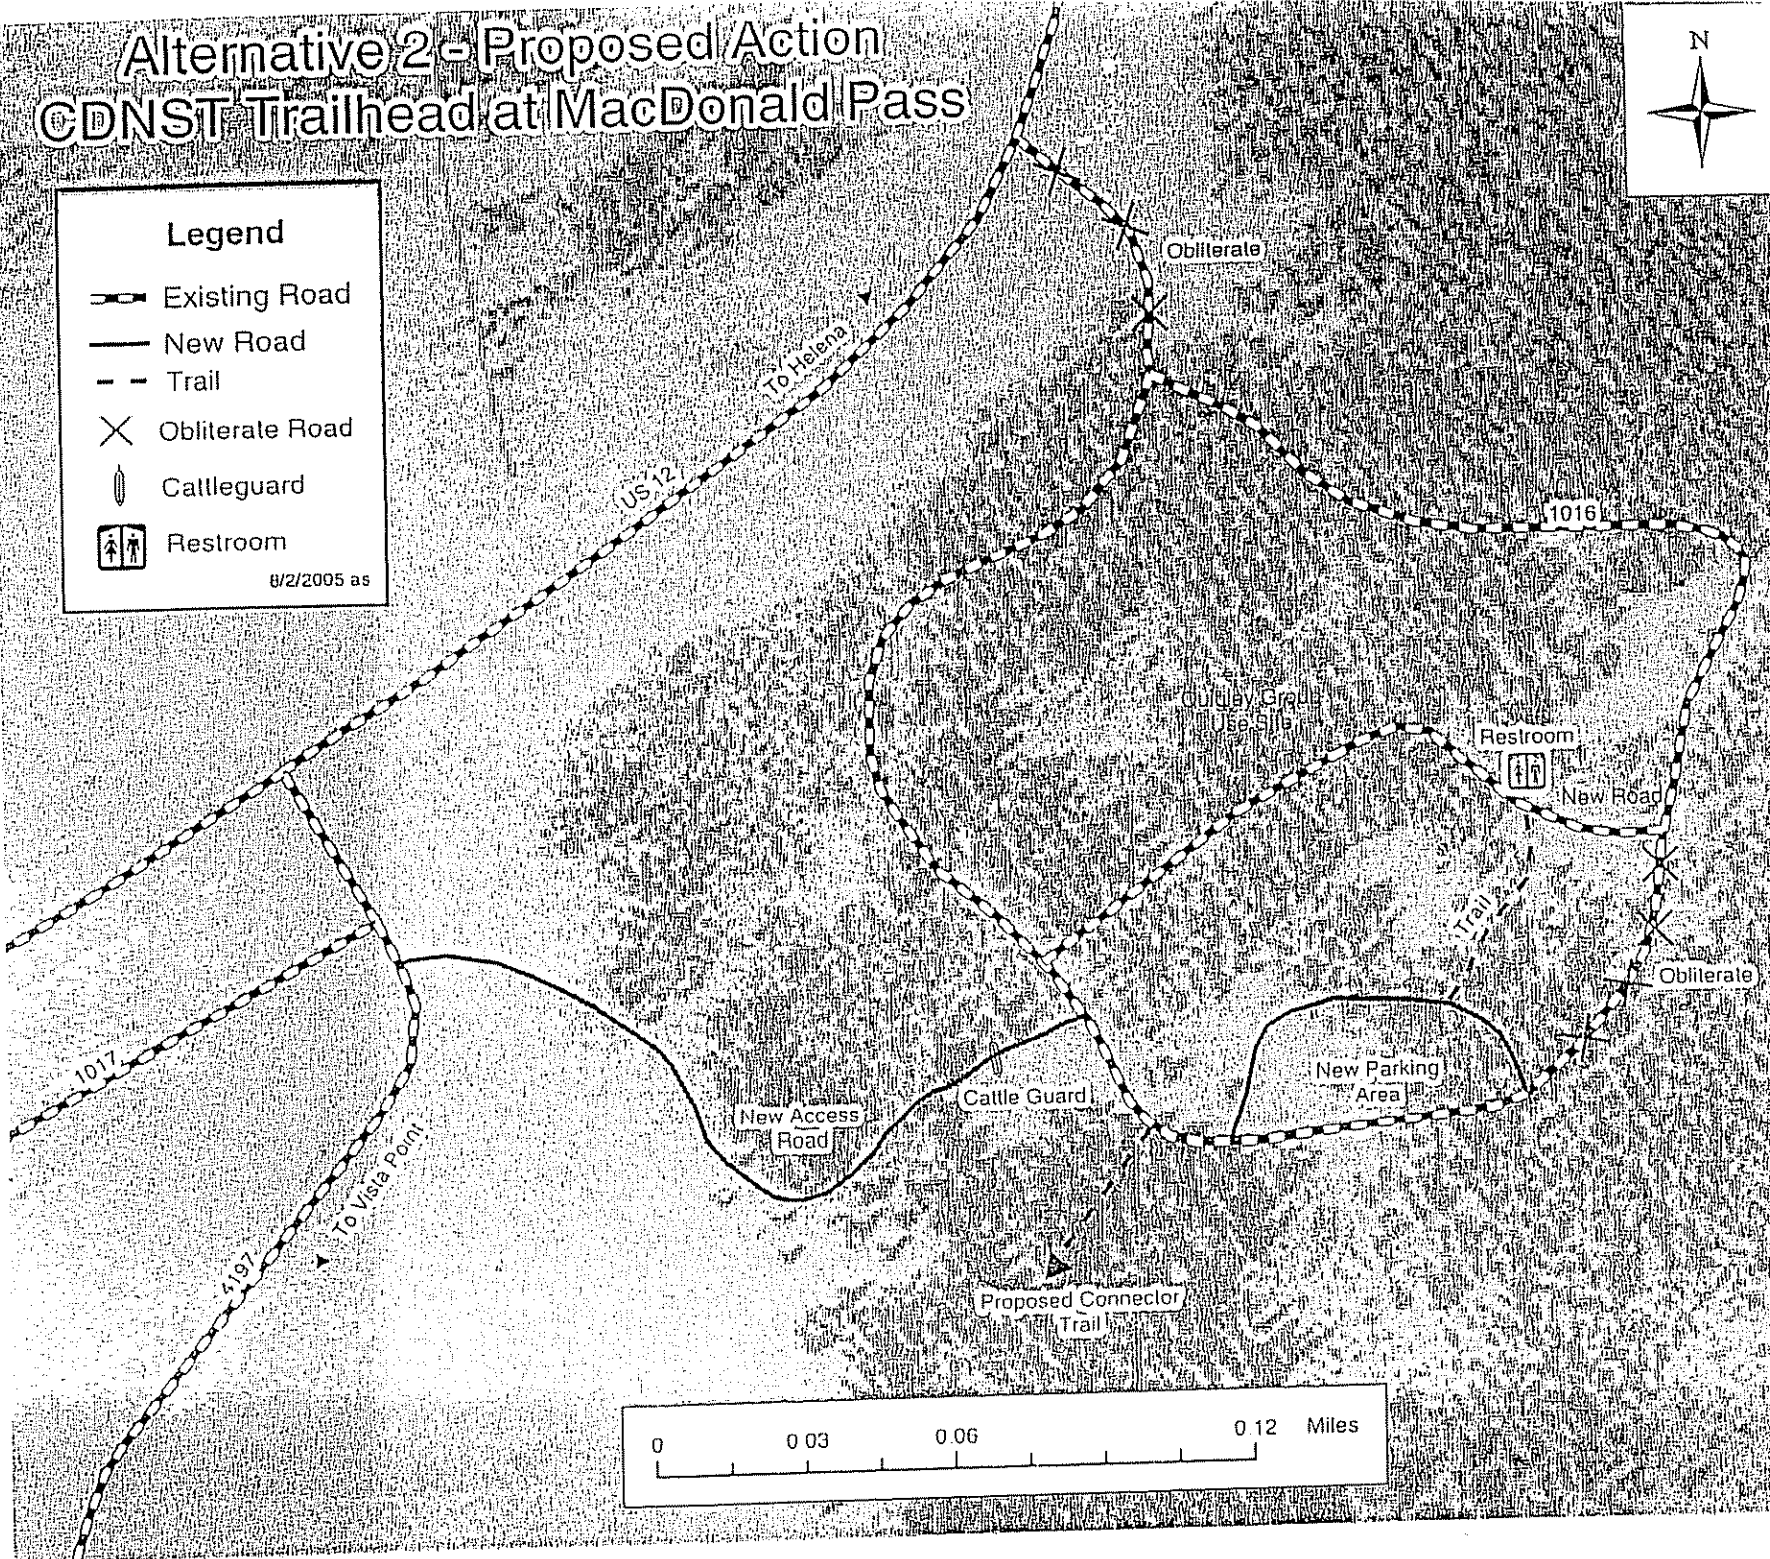 Alternative 2 - Proposed Action
CDNST Trailhead at MacDonald Pass
N
Legend
Existing Road
New Road
Trail
Obliterate Road
Cattleguard
Restroom
8/2/2005 as
Obliterate
To Helena
US 12
1016
Use Site
Restroom
New Road
Trail
Obliterate
1017
New Parking
Area
Cattle Guard
New Access
Road
To Vista Point
4197
Proposed Connector
Trail
0
0 03
0.06
0.12
Miles